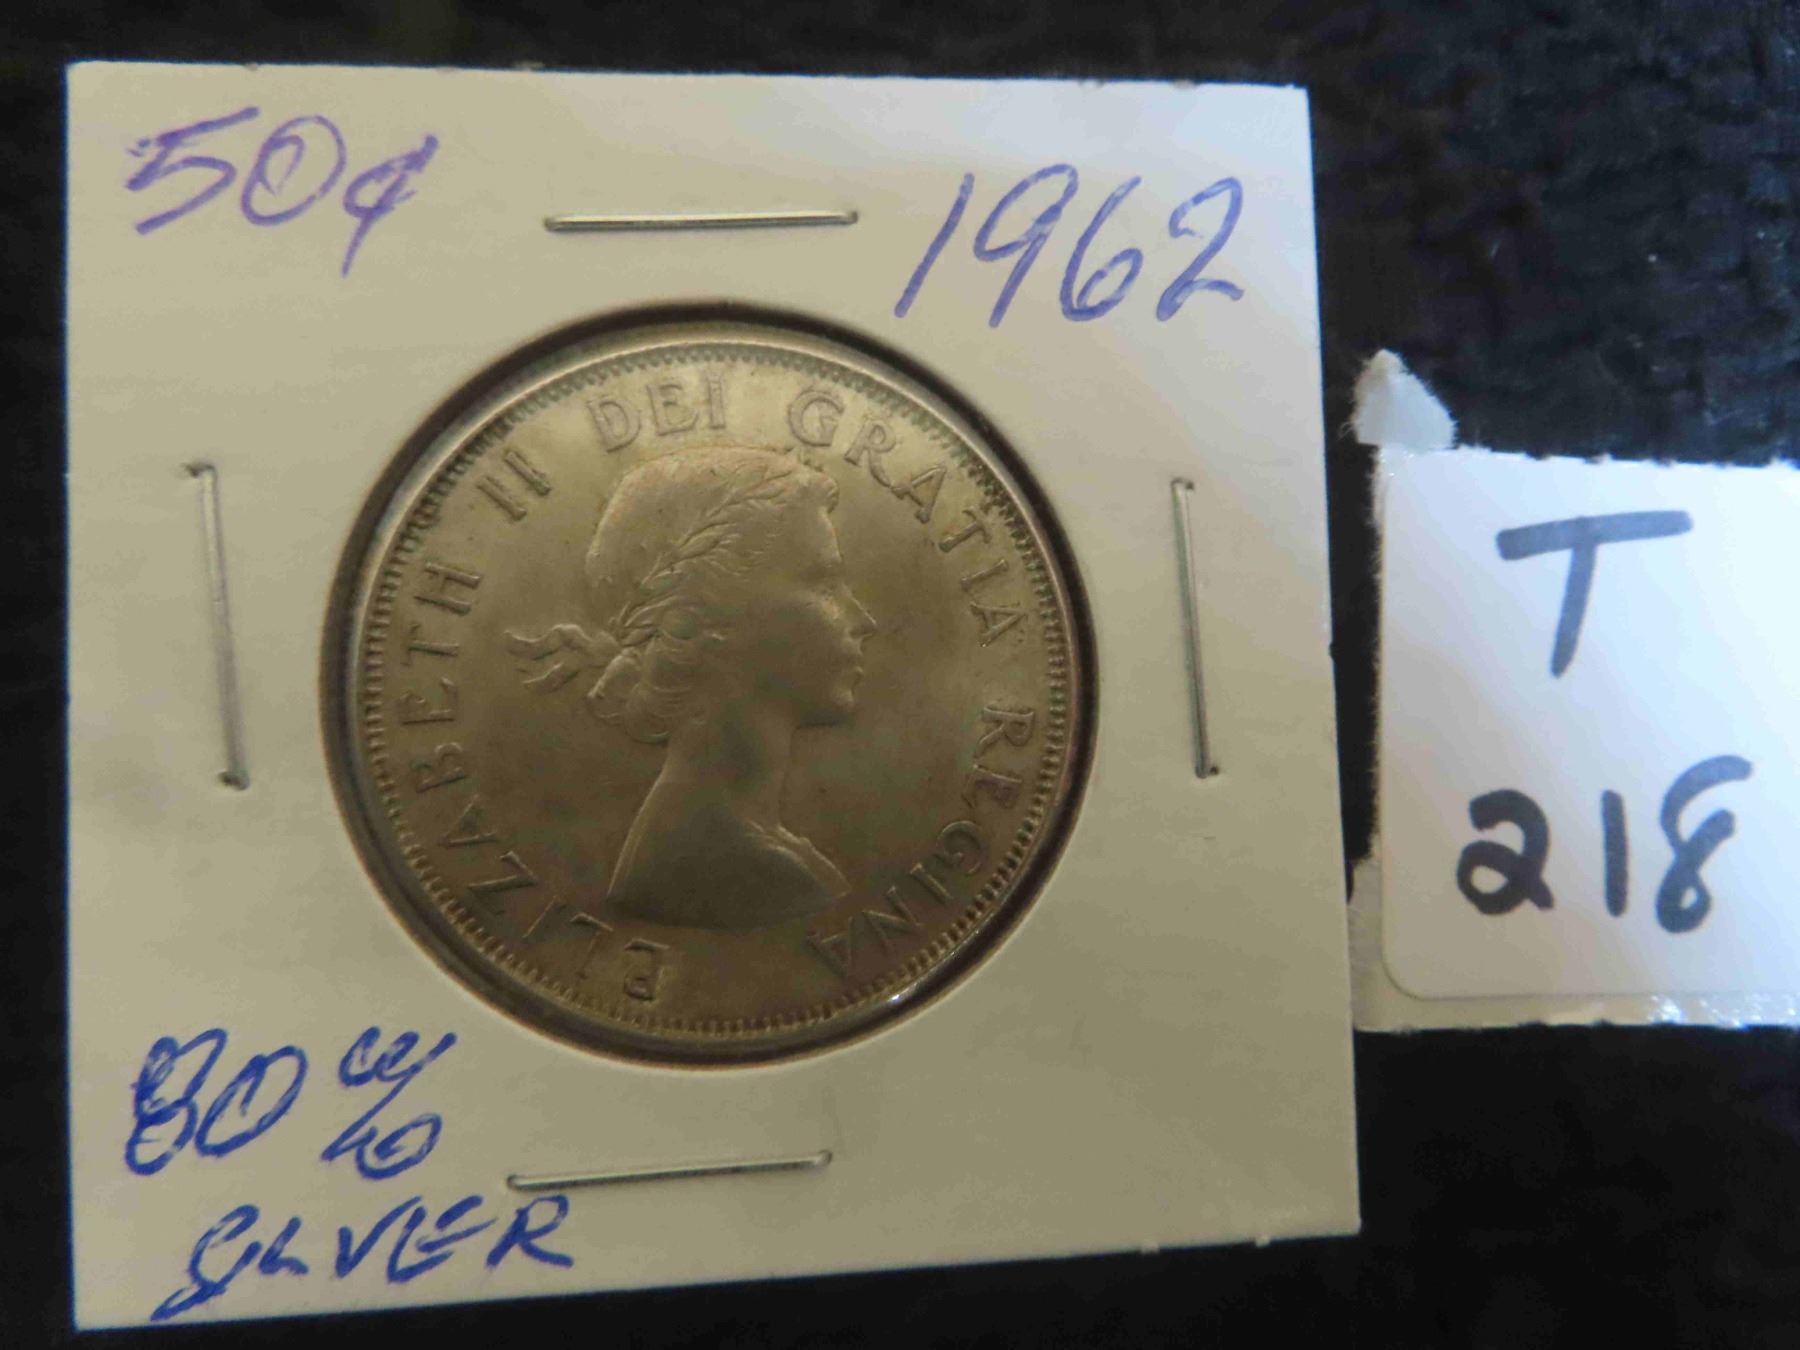 50¢
1962
ELIZABETH II DEI GRATIA REGINA
80%
SILVER
T
218